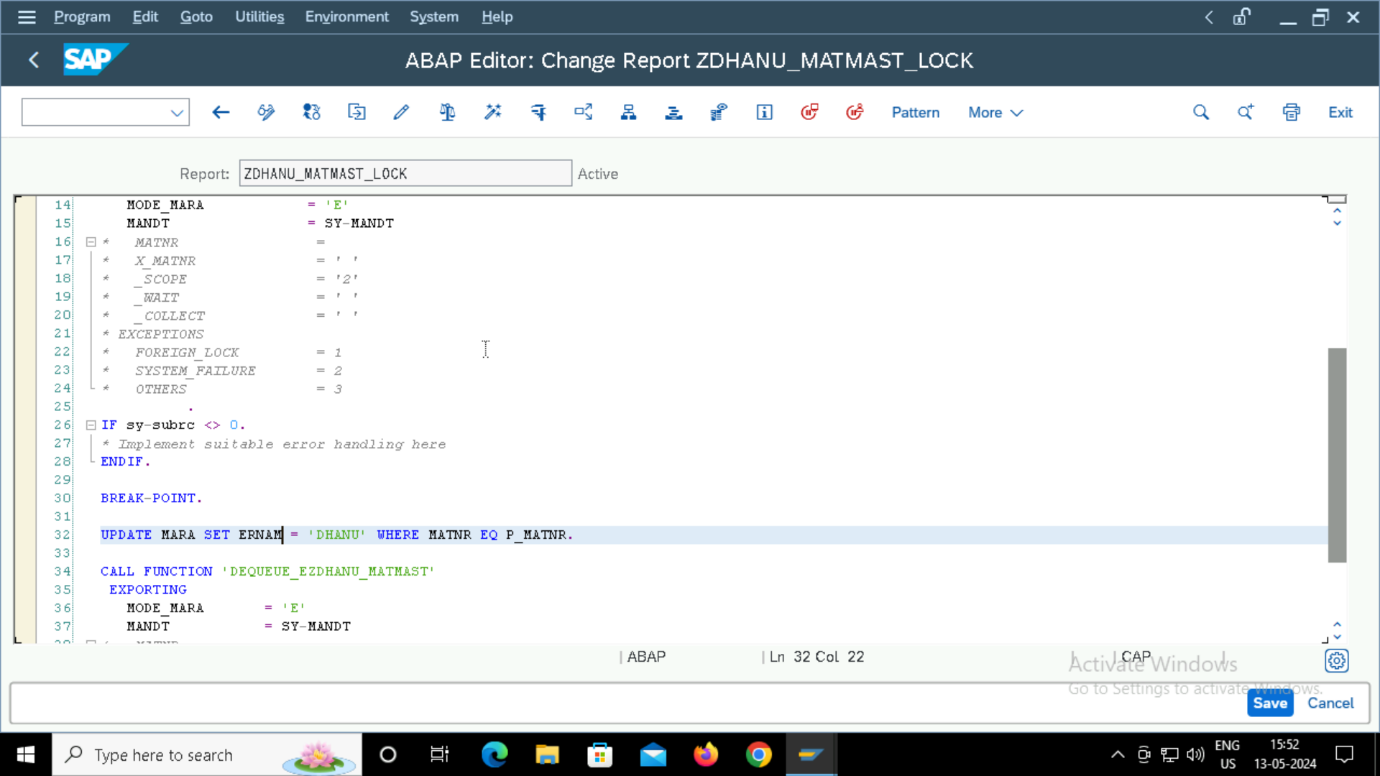 Program Edit Goto Utilities Environment System Help
SAP ABAP Editor: Change Report ZDHANU_MATMAST_LOCK
Pattern More Exit
Report: ZDHANU_MATMAST_LOCK Active
14 MODE_MARA = 'E'
15 MANDT = SY-MANDT
16 * MATNR =
17 * X_MATNR = ' '
18 * _SCOPE = '2'
19 * _WAIT = ' '
20 * _COLLECT = ' '
21 * EXCEPTIONS
22 * FOREIGN_LOCK = 1
23 * SYSTEM_FAILURE = 2
24 * OTHERS = 3
25 .
26 IF sy-subrc <> 0.
27 * Implement suitable error handling here
28 ENDIF.
29
30 BREAK-POINT.
31
32 UPDATE MARA SET ERNAM = 'DHANU' WHERE MATNR EQ P_MATNR.
33
34 CALL FUNCTION 'DEQUEUE_EZDHANU_MATMAST'
35 EXPORTING
36 MODE_MARA = 'E'
37 MANDT = SY-MANDT
ABAP Ln 32 Col 22 CAP
Activate Windows
Go to Settings to activate Windows.
Save Cancel
Type here to search
ENG 15:52
US 13-05-2024